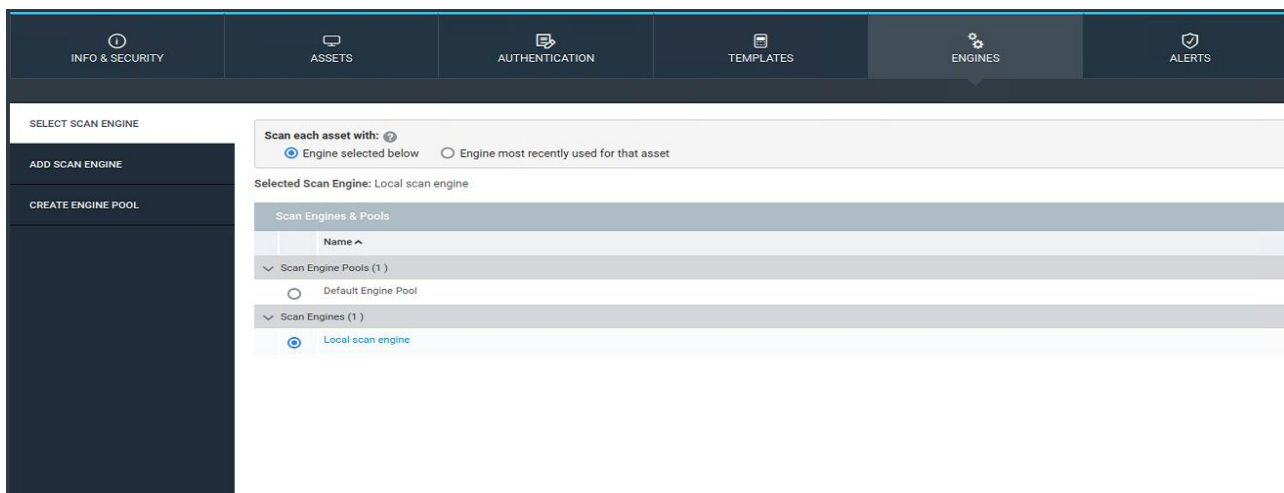 INFO & SECURITY
ASSETS
AUTHENTICATION
TEMPLATES
ENGINES
ALERTS
SELECT SCAN ENGINE
ADD SCAN ENGINE
CREATE ENGINE POOL
Scan each asset with:
Engine selected below
Engine most recently used for that asset
Selected Scan Engine: Local scan engine
Scan Engines & Pools
Name
Scan Engine Pools (1 )
Default Engine Pool
Scan Engines (1 )
Local scan engine